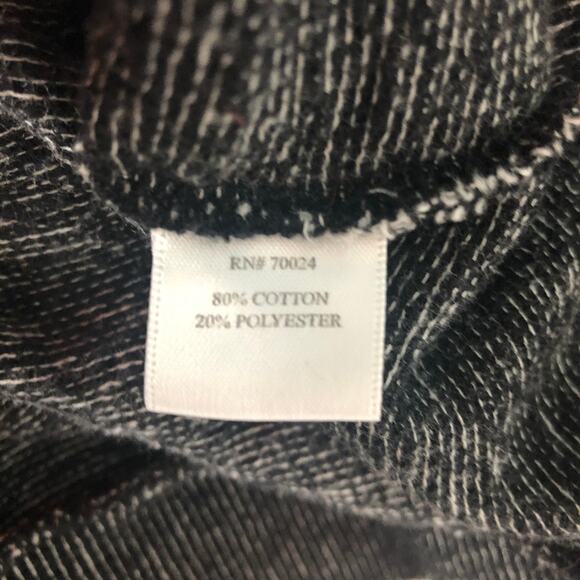 RN# 70024
80% COTTON
20% POLYESTER